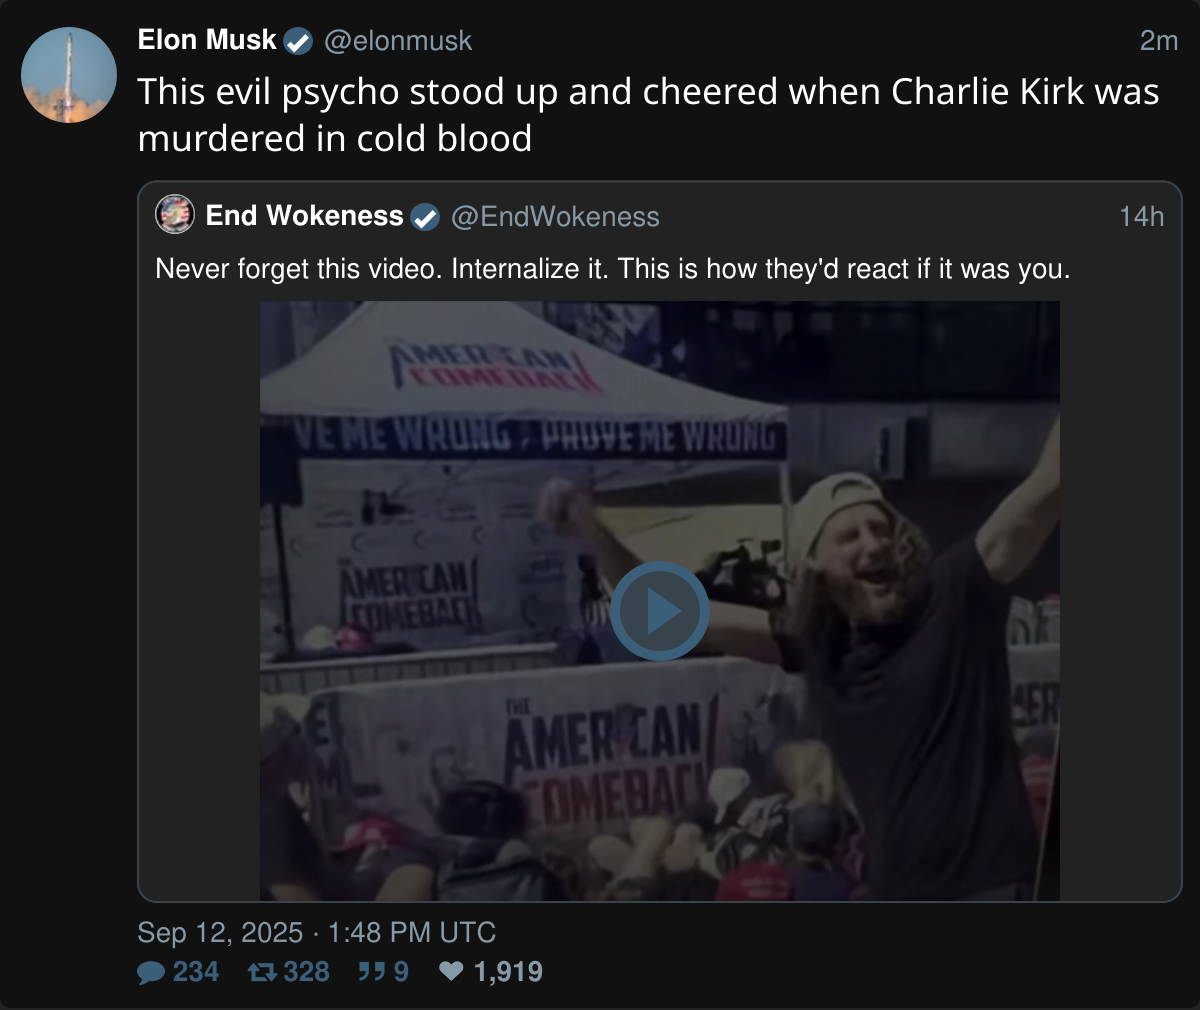 Elon Musk @elonmusk 2m
This evil psycho stood up and cheered when Charlie Kirk was
murdered in cold blood
End Wokeness @EndWokeness 14h
Never forget this video. Internalize it. This is how they'd react if it was you.
AMERICAN
COMEBACK
VE ME WRONG / PROVE ME WRONG
THE
AMERICAN
COMEBACK
THE
AMERICAN
COMEBACK
AMER
Sep 12, 2025 · 1:48 PM UTC
234 328 9 1,919